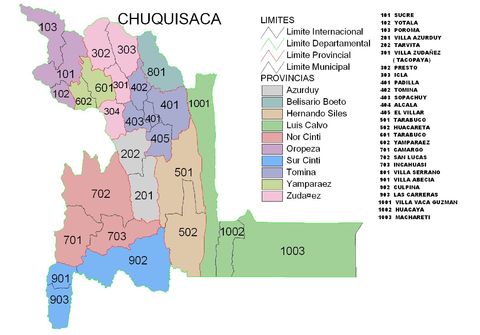 CHUQUISACA
LIMITES
Limite Internacional
Limite Departamental
Limite Provincial
Limite Municipal
PROVINCIAS
Azurduy
Belisario Boeto
Hernando Siles
Luis Calvo
Nor Cinti
Oropeza
Sur Cinti
Tomina
Yamparaez
Zuda¤ez
101 SUCRE
102 YOTALA
103 POROMA
201 VILLA AZURDUY
202 TARVITA
301 VILLA ZUDAÑEZ
( TACOPAYA)
302 PRESTO
303 ICLA
401 PADILLA
402 TOMINA
403 SOPACHUY
404 ALCALA
405 EL VILLAR
501 TARABUCO
502 HUACARETA
601 TARABUCO
602 YAMPARAEZ
701 CAMARGO
702 SAN LUCAS
703 INCAHUASI
801 VILLA SERRANO
901 VILLA ABECIA
902 CULPINA
903 LAS CARRERAS
1001 VILLA VACA GUZMAN
1002 HUACAYA
1003 MACHARETI
103
101
102
302
303
601
602
301
304
801
402
401
403
405
1001
202
201
501
502
702
701
703
902
901
903
1002
1003